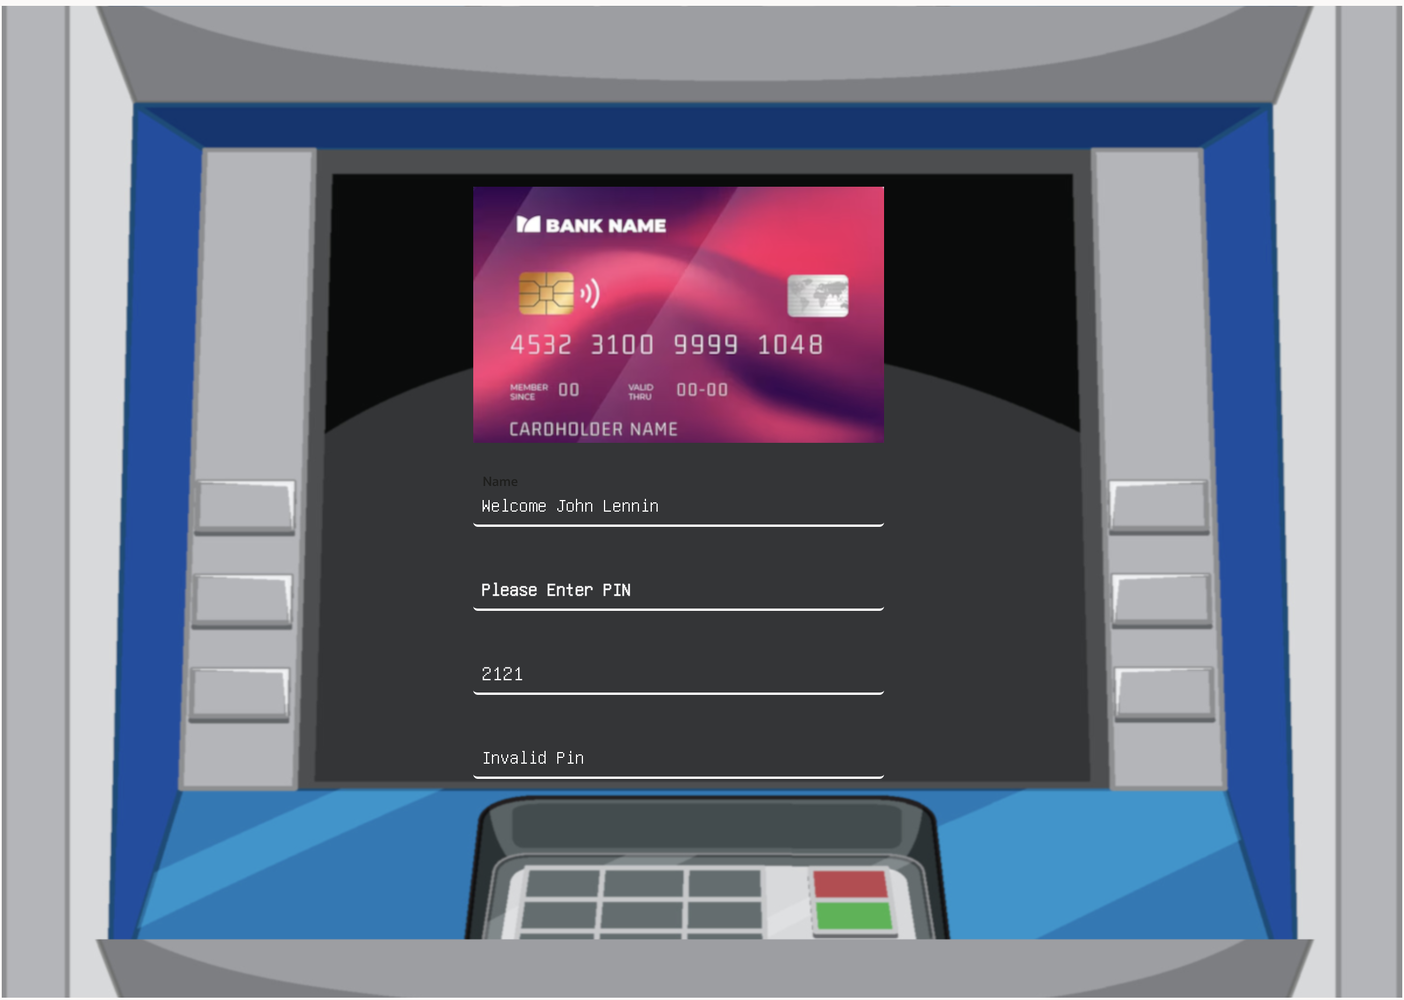 BANK NAME
4532 3100 9999 1048
MEMBER SINCE 00 VALID THRU 00-00
CARDHOLDER NAME
Name
Welcome John Lennin
Please Enter PIN
2121
Invalid Pin